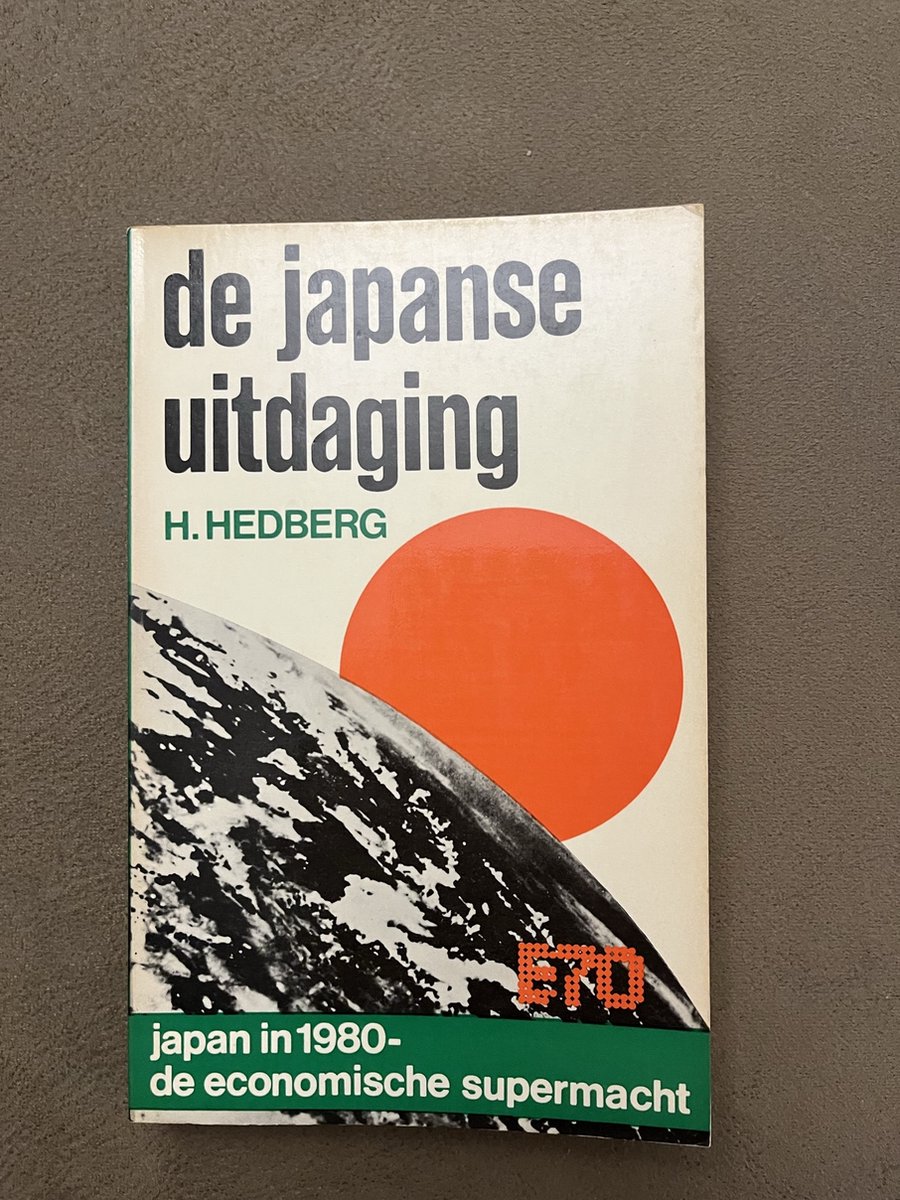 de japanse
uitdaging
H. HEDBERG
E70
japan in 1980-
de economische supermacht